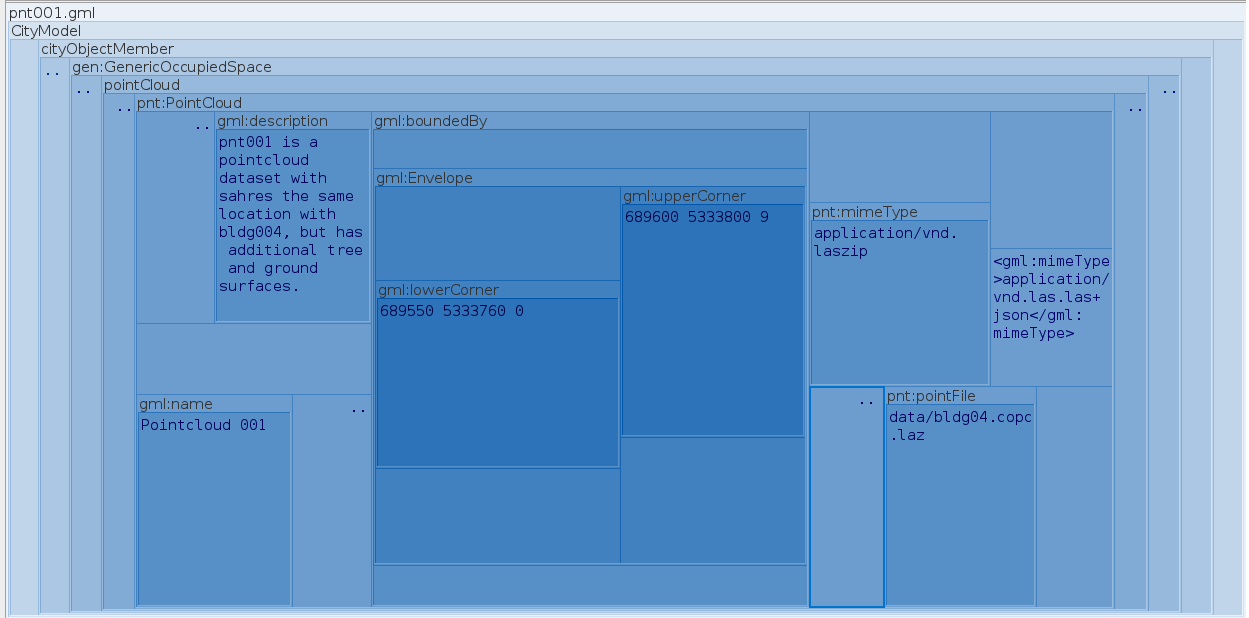 pnt001.gml
CityModel
cityObjectMember
..
gen:GenericOccupiedSpace
..
pointCloud
..
..
pnt:PointCloud
..
..
gml:description
pnt001 is a
pointcloud
dataset with
sahres the same
location with
bldg004, but has
additional tree
and ground
surfaces.
gml:name
Pointcloud 001
..
gml:boundedBy
gml:Envelope
gml:lowerCorner
689550 5333760 0
gml:upperCorner
689600 5333800 9
pnt:mimeType
application/vnd.
laszip
<gml:mimeType
>application/
vnd.las.las+
json</gml:
mimeType>
..
pnt:pointFile
data/bldg04.copc
.laz